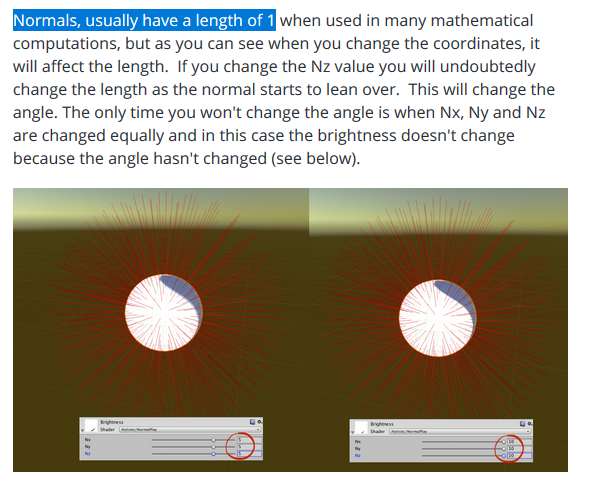 Normals, usually have a length of 1 when used in many mathematical
computations, but as you can see when you change the coordinates, it
will affect the length.  If you change the Nz value you will undoubtedly
change the length as the normal starts to lean over.  This will change the
angle. The only time you won't change the angle is when Nx, Ny and Nz
are changed equally and in this case the brightness doesn't change
because the angle hasn't changed (see below).
Brightness
Shader Holistic/NormalPlay
Nx 5
Ny 5
Nz 5
Brightness
Shader Holistic/NormalPlay
Nx 10
Ny 10
Nz 10